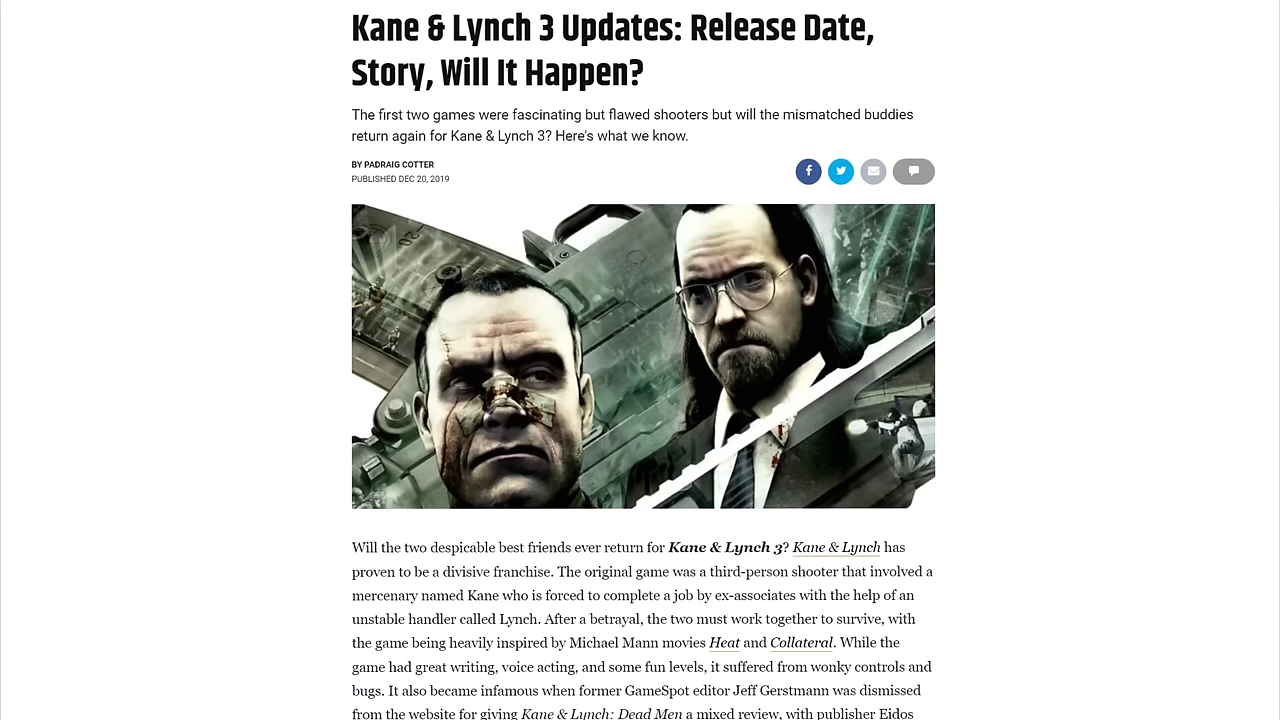 Kane & Lynch 3 Updates: Release Date,
Story, Will It Happen?
The first two games were fascinating but flawed shooters but will the mismatched buddies
return again for Kane & Lynch 3? Here's what we know.
BY PADRAIG COTTER
PUBLISHED DEC 20, 2019
Will the two despicable best friends ever return for Kane & Lynch 3? Kane & Lynch has
proven to be a divisive franchise. The original game was a third-person shooter that involved a
mercenary named Kane who is forced to complete a job by ex-associates with the help of an
unstable handler called Lynch. After a betrayal, the two must work together to survive, with
the game being heavily inspired by Michael Mann movies Heat and Collateral. While the
game had great writing, voice acting, and some fun levels, it suffered from wonky controls and
bugs. It also became infamous when former GameSpot editor Jeff Gerstmann was dismissed
from the website for giving Kane & Lynch: Dead Men a mixed review, with publisher Eidos